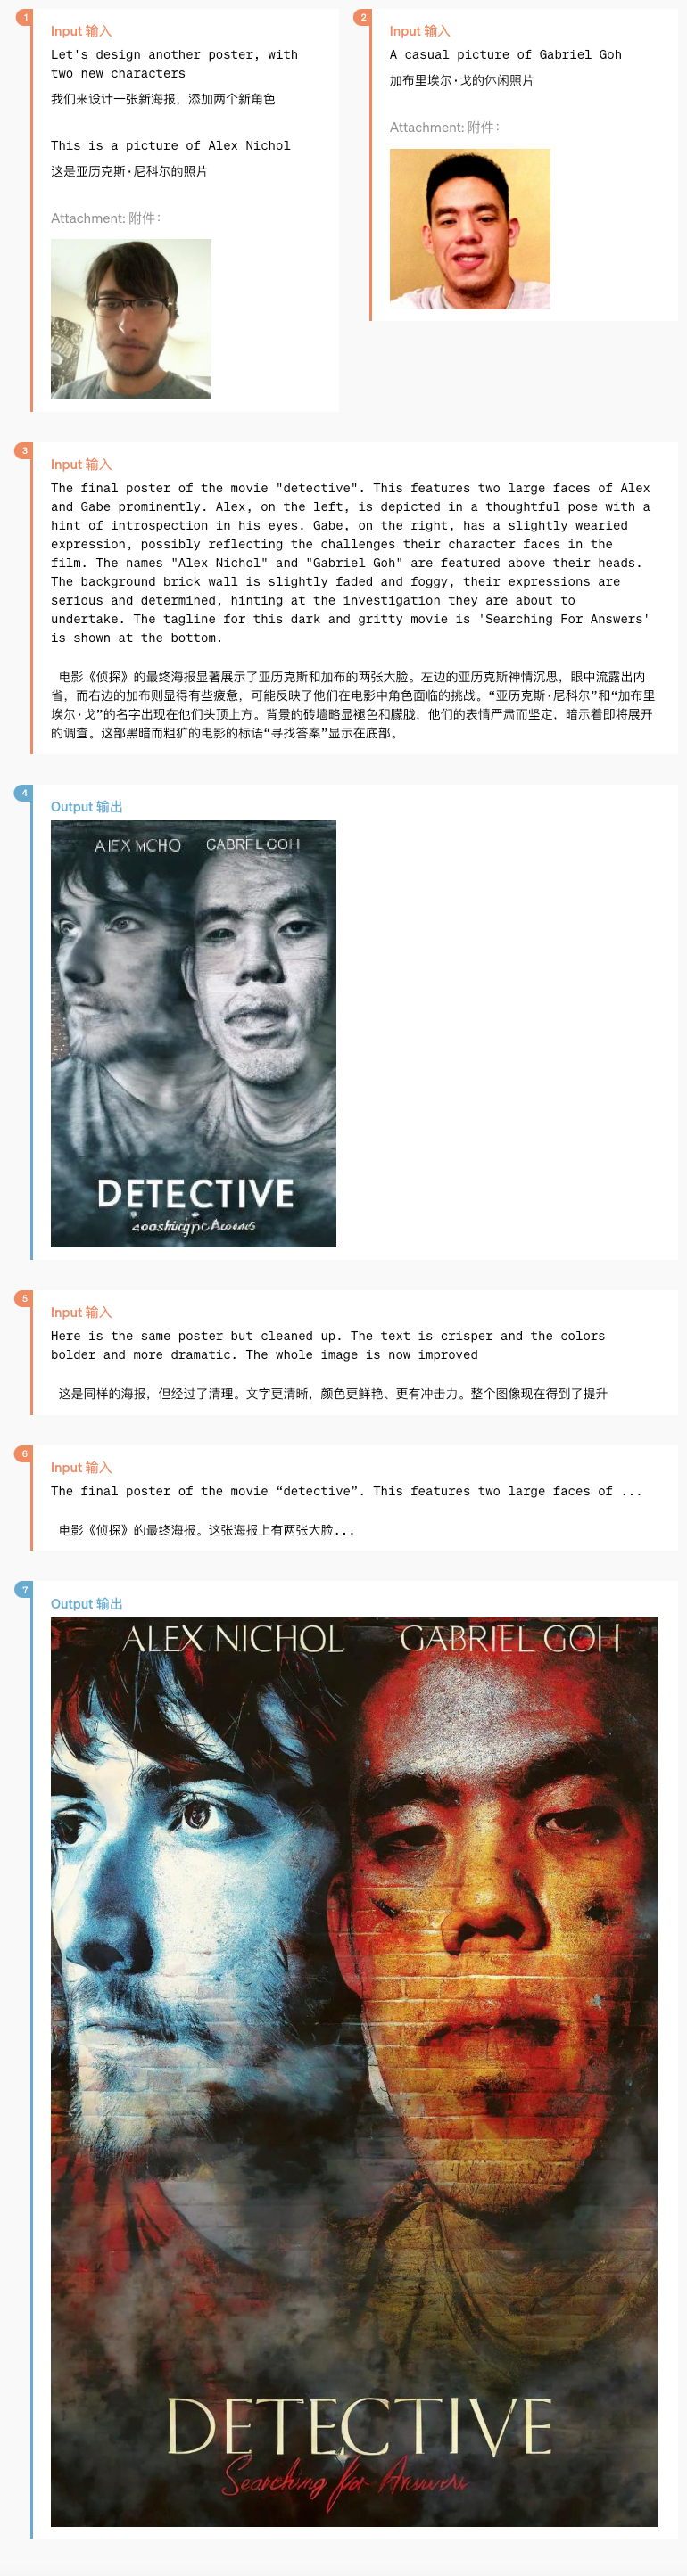 1
Input 输入
Let's design another poster, with
two new characters
我们来设计一张新海报，添加两个新角色
This is a picture of Alex Nichol
这是亚历克斯·尼科尔的照片
Attachment: 附件：
2
Input 输入
A casual picture of Gabriel Goh
加布里埃尔·戈的休闲照片
Attachment: 附件：
3
Input 输入
The final poster of the movie "detective". This features two large faces of Alex
and Gabe prominently. Alex, on the left, is depicted in a thoughtful pose with a
hint of introspection in his eyes. Gabe, on the right, has a slightly wearied
expression, possibly reflecting the challenges their character faces in the
film. The names "Alex Nichol" and "Gabriel Goh" are featured above their heads.
The background brick wall is slightly faded and foggy, their expressions are
serious and determined, hinting at the investigation they are about to
undertake. The tagline for this dark and gritty movie is 'Searching For Answers'
is shown at the bottom.
电影《侦探》的最终海报显著展示了亚历克斯和加布的两张大脸。左边的亚历克斯神情沉思，眼中流露出内
省，而右边的加布则显得有些疲惫，可能反映了他们在电影中角色面临的挑战。“亚历克斯·尼科尔”和“加布里
埃尔·戈”的名字出现在他们头顶上方。背景的砖墙略显褪色和朦胧，他们的表情严肃而坚定，暗示着即将展开
的调查。这部黑暗而粗犷的电影的标语“寻找答案”显示在底部。
4
Output 输出
ALEX MCHO GABREL GOH
DETECTIVE
5
Input 输入
Here is the same poster but cleaned up. The text is crisper and the colors
bolder and more dramatic. The whole image is now improved
这是同样的海报，但经过了清理。文字更清晰，颜色更鲜艳、更有冲击力。整个图像现在得到了提升
6
Input 输入
The final poster of the movie “detective”. This features two large faces of ...
电影《侦探》的最终海报。这张海报上有两张大脸...
7
Output 输出
ALEX NICHOL GABRIEL GOH
DETECTIVE
Searching For Answers